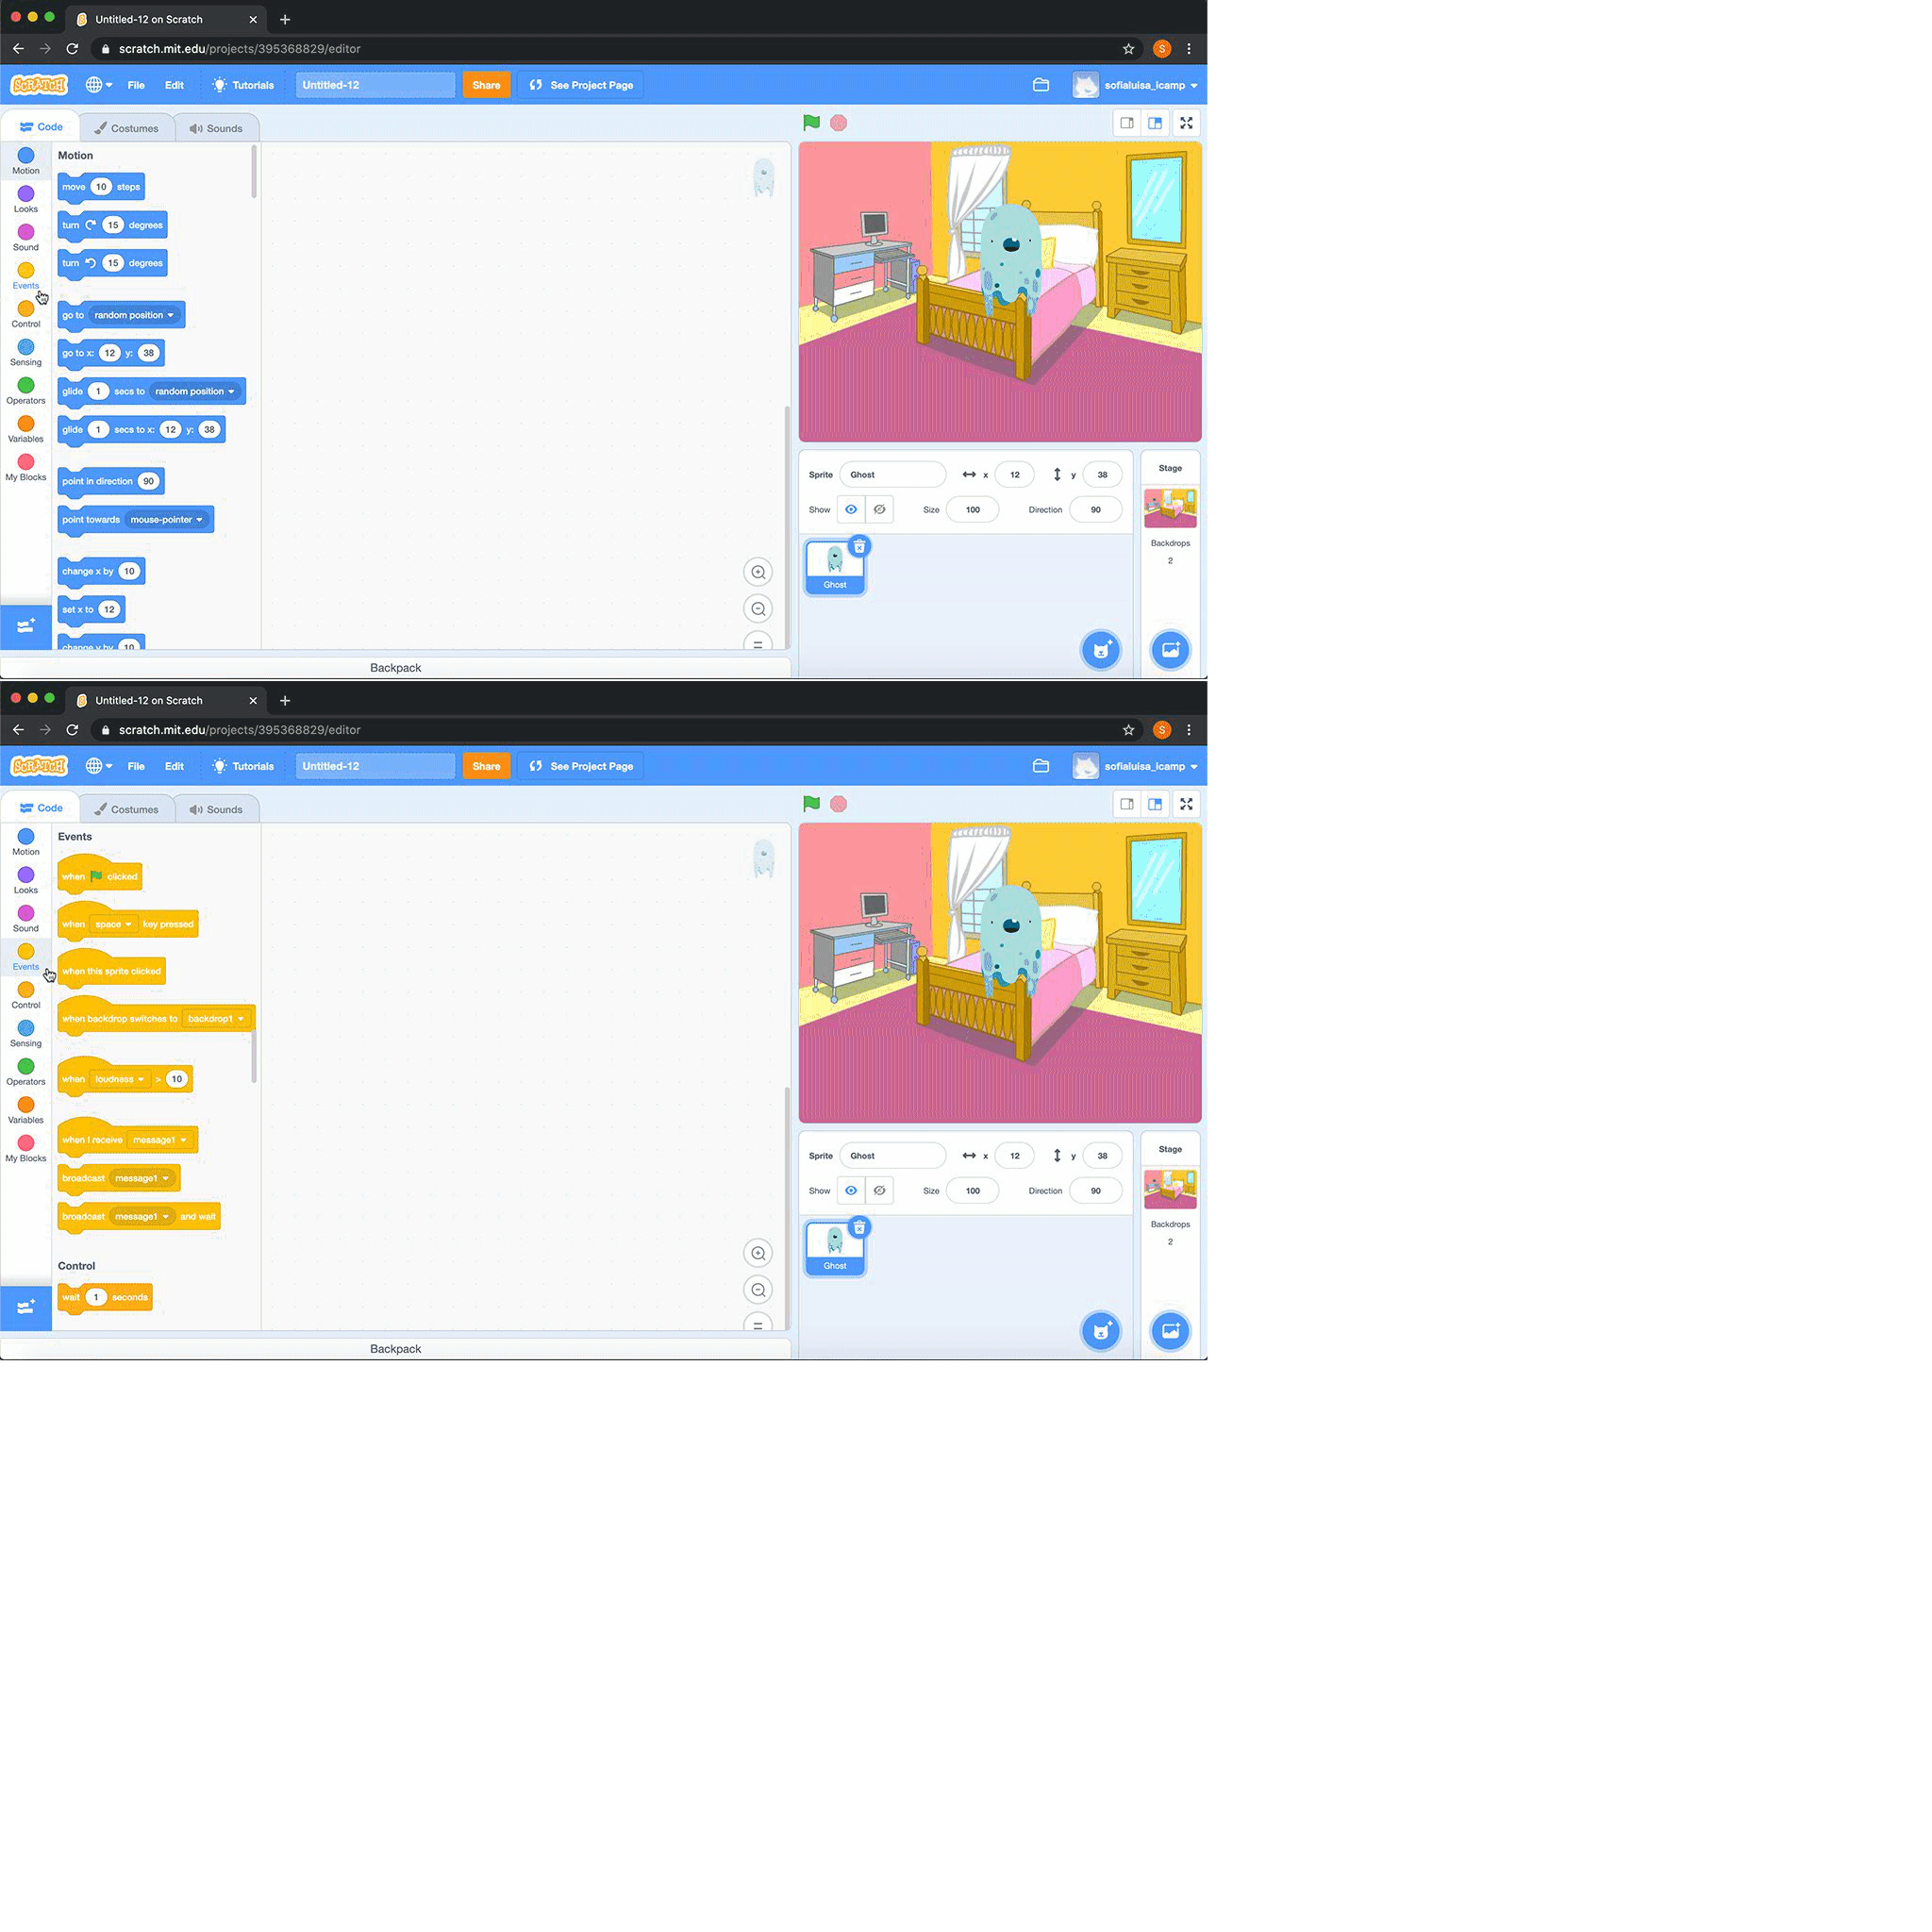 Untitled-12 on Scratch
scratch.mit.edu/projects/395368829/editor
S
SCRATCH
File
Edit
Tutorials
Untitled-12
Share
See Project Page
sofialuisa_icamp
Code
Costumes
Sounds
Motion
Looks
Sound
Events
Control
Sensing
Operators
Variables
My Blocks
Motion
move 10 steps
turn 15 degrees
turn 15 degrees
go to random position
go to x: 12 y: 38
glide 1 secs to random position
glide 1 secs to x: 12 y: 38
point in direction 90
point towards mouse-pointer
change x by 10
set x to 12
change y by 10
Backpack
Sprite Ghost x 12 y 38
Show Size 100 Direction 90
Ghost
Stage
Backdrops
2
Untitled-12 on Scratch
scratch.mit.edu/projects/395368829/editor
S
SCRATCH
File
Edit
Tutorials
Untitled-12
Share
See Project Page
sofialuisa_icamp
Code
Costumes
Sounds
Motion
Looks
Sound
Events
Control
Sensing
Operators
Variables
My Blocks
Events
when clicked
when space key pressed
when this sprite clicked
when backdrop switches to backdrop1
when loudness > 10
when I receive message1
broadcast message1
broadcast message1 and wait
Control
wait 1 seconds
Backpack
Sprite Ghost x 12 y 38
Show Size 100 Direction 90
Ghost
Stage
Backdrops
2